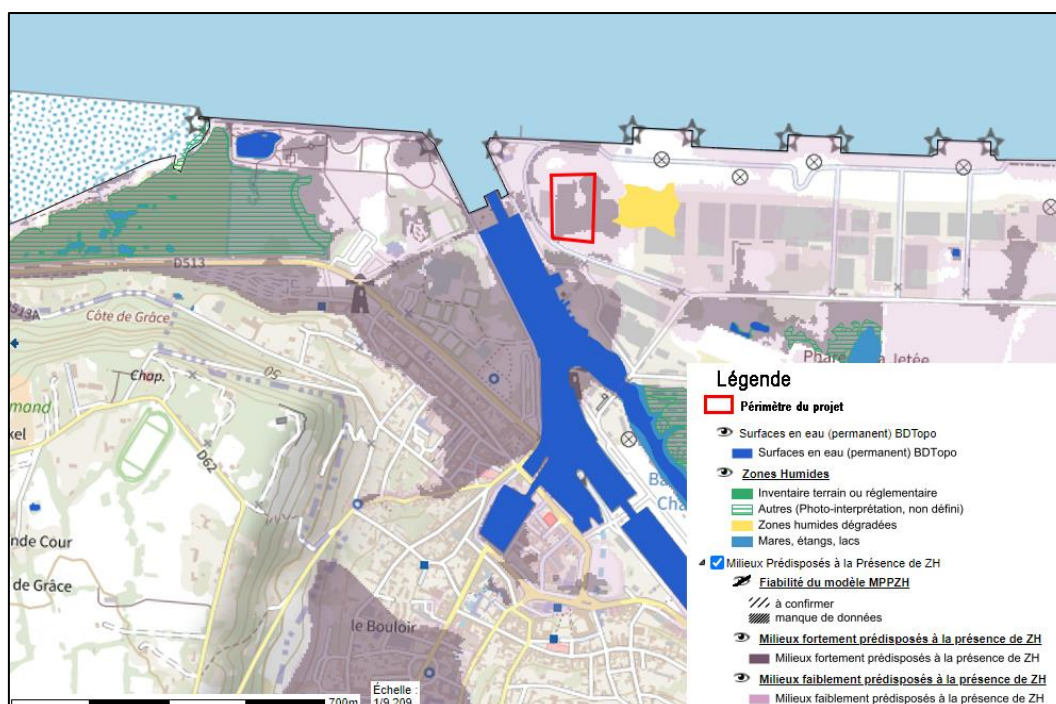 D513
513A
Côte de Grâce
Chap.
05
mand
kel
D62
nde Cour
de Grâce
le Bouloir
Phare
a Jetée
Ba
Cha
Échelle :
700m 1/9 209
Légende
Périmètre du projet
Surfaces en eau (permanent) BDTopo
Surfaces en eau (permanent) BDTopo
Zones Humides
Inventaire terrain ou réglementaire
Autres (Photo-interprétation, non défini)
Zones humides dégradées
Mares, étangs, lacs
Milieux Prédisposés à la Présence de ZH
Fiabilité du modèle MPPZH
à confirmer
manque de données
Milieux fortement prédisposés à la présence de ZH
Milieux fortement prédisposés à la présence de ZH
Milieux faiblement prédisposés à la présence de ZH
Milieux faiblement prédisposés à la présence de ZH